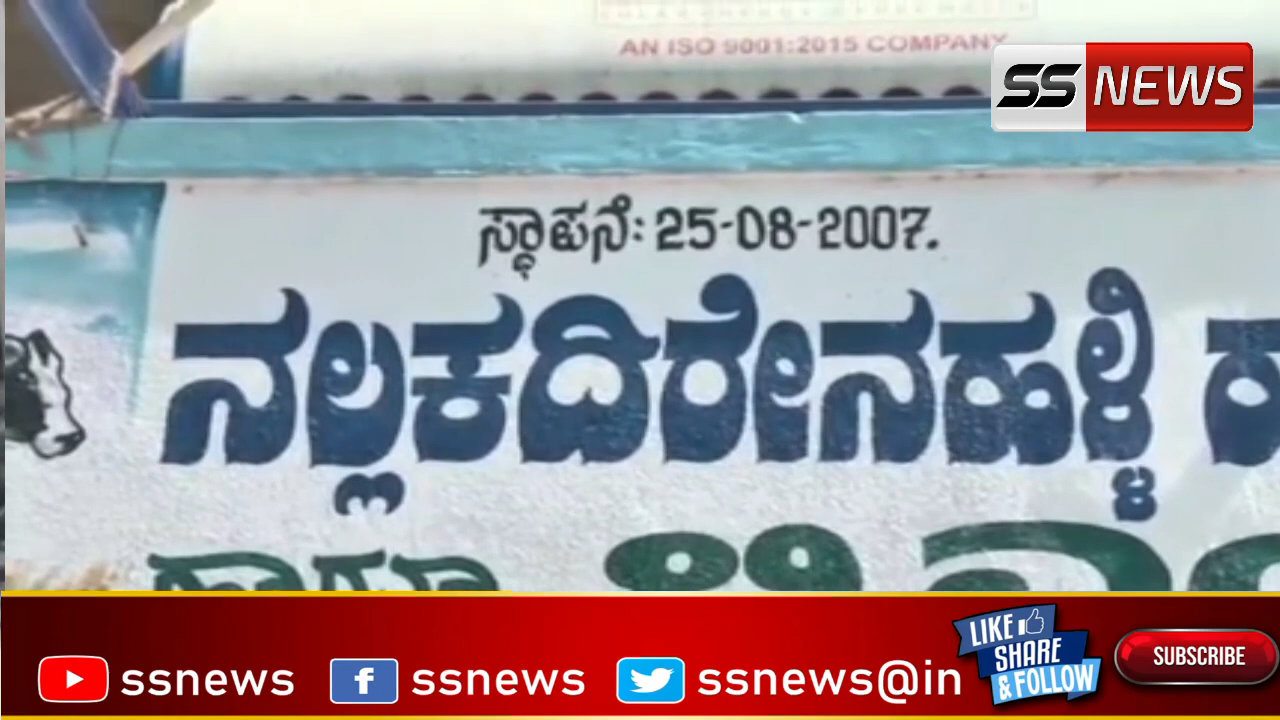 AN ISO 9001:2015 COMPANY
SS NEWS
ಸ್ಥಾಪನೆ: 25-08-2007.
ನಲ್ಲಕದಿರೇನಹಳ್ಳಿ
ssnews
f ssnews
ssnews@in
LIKE
SHARE
& FOLLOW
SUBSCRIBE